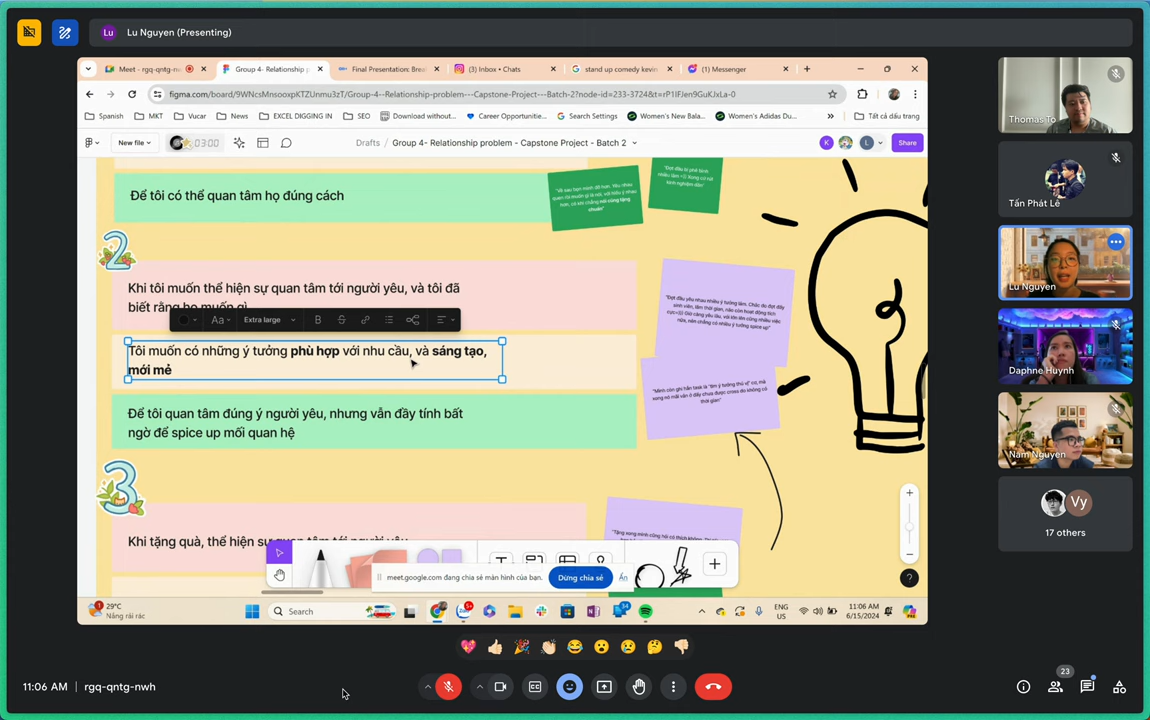 Lu
Lu Nguyen (Presenting)
Meet - rgq-qntg-nw
Group 4- Relationship p
Final Presentation: Brea
(3) Inbox • Chats
stand up comedy kevin
(1) Messenger
figma.com/board/9WNcsMnsooxpKTZUnmu3zT/Group-4--Relationship-problem---Capstone-Project---Batch-2?node-id=233-3724&t=rP1IFJen9GuKJxLa-0
Spanish
MKT
Vucar
News
EXCEL DIGGING IN
SEO
Download without...
Career Opportunitie...
Search Settings
Women's New Bala...
Women's Adidas Du...
Tất cả dấu trang
New file
03:00
Drafts / Group 4- Relationship problem - Capstone Project - Batch 2
K
L
Share
Để tôi có thể quan tâm họ đúng cách
2
Khi tôi muốn thể hiện sự quan tâm tới người yêu, và tôi đã
biết rằng họ muốn gì
Aa
Extra large
B
S
Tôi muốn có những ý tưởng phù hợp với nhu cầu, và sáng tạo,
mới mẻ
Để tôi quan tâm đúng ý người yêu, nhưng vẫn đầy tính bất
ngờ để spice up mối quan hệ
3
Khi tặng quà, thể hiện sự quan tâm tới người yêu
meet.google.com đang chia sẻ màn hình của bạn.
Dừng chia sẻ
Ẩn
29°C
Nắng rải rác
Search
ENG
US
11:06 AM
6/15/2024
Thomas To
Tấn Phát Lê
Lu Nguyen
Daphne Huynh
Nam Nguyen
Vy
17 others
11:06 AM
rgq-qntg-nwh
23